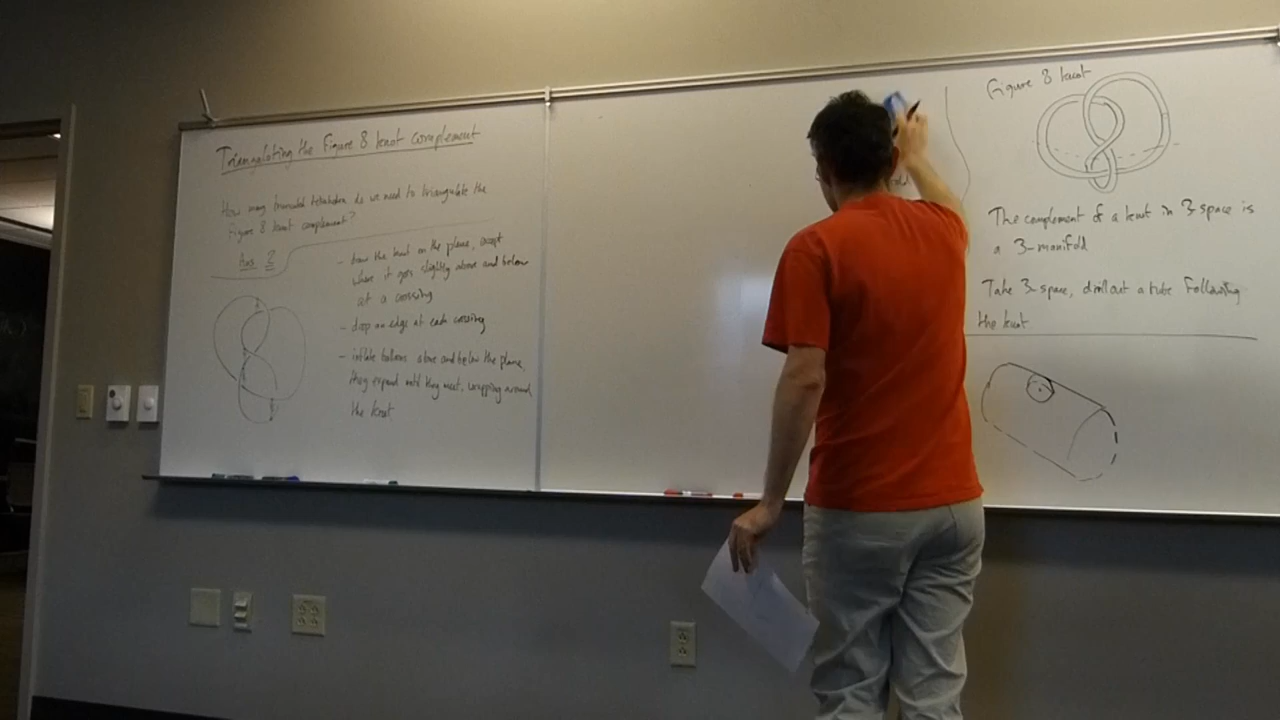 Triangulating the Figure 8 knot complement
How many truncated tetrahedra do we need to triangulate the
Figure 8 knot complement?
Ans 2
- draw the knot on the plane, except
where it goes slightly above and below
at a crossing
- drop an edge at each crossing
- inflate balloons above and below the plane,
they expand until they meet, wrapping around
the knot
Figure 8 knot
The complement of a knot in 3-space is
a 3-manifold
Take 3-space, drill out a tube following
the knot